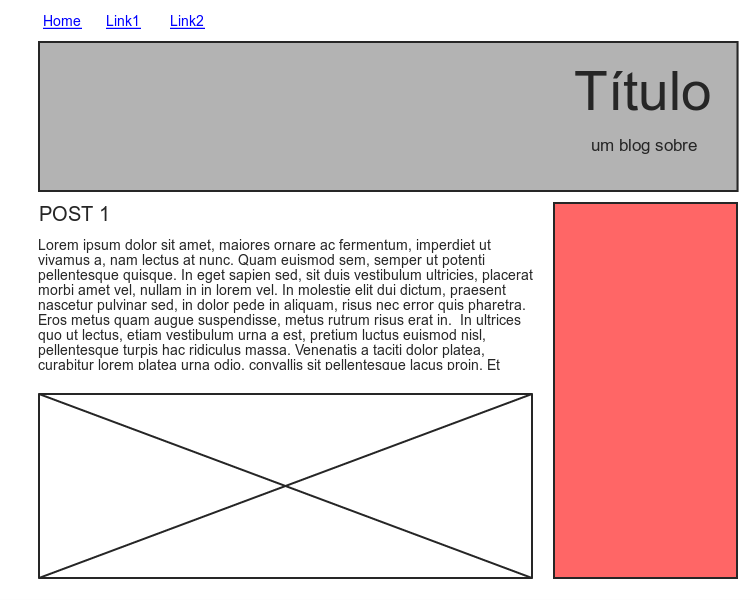 Home Link1 Link2
Título
um blog sobre
POST 1
Lorem ipsum dolor sit amet, maiores ornare ac fermentum, imperdiet ut
vivamus a, nam lectus at nunc. Quam euismod sem, semper ut potenti
pellentesque quisque. In eget sapien sed, sit duis vestibulum ultricies, placerat
morbi amet vel, nullam in in lorem vel. In molestie elit dui dictum, praesent
nascetur pulvinar sed, in dolor pede in aliquam, risus nec error quis pharetra.
Eros metus quam augue suspendisse, metus rutrum risus erat in.  In ultrices
quo ut lectus, etiam vestibulum urna a est, pretium luctus euismod nisl,
pellentesque turpis hac ridiculus massa. Venenatis a taciti dolor platea,
curabitur lorem platea urna odio, convallis sit pellentesque lacus proin. Et